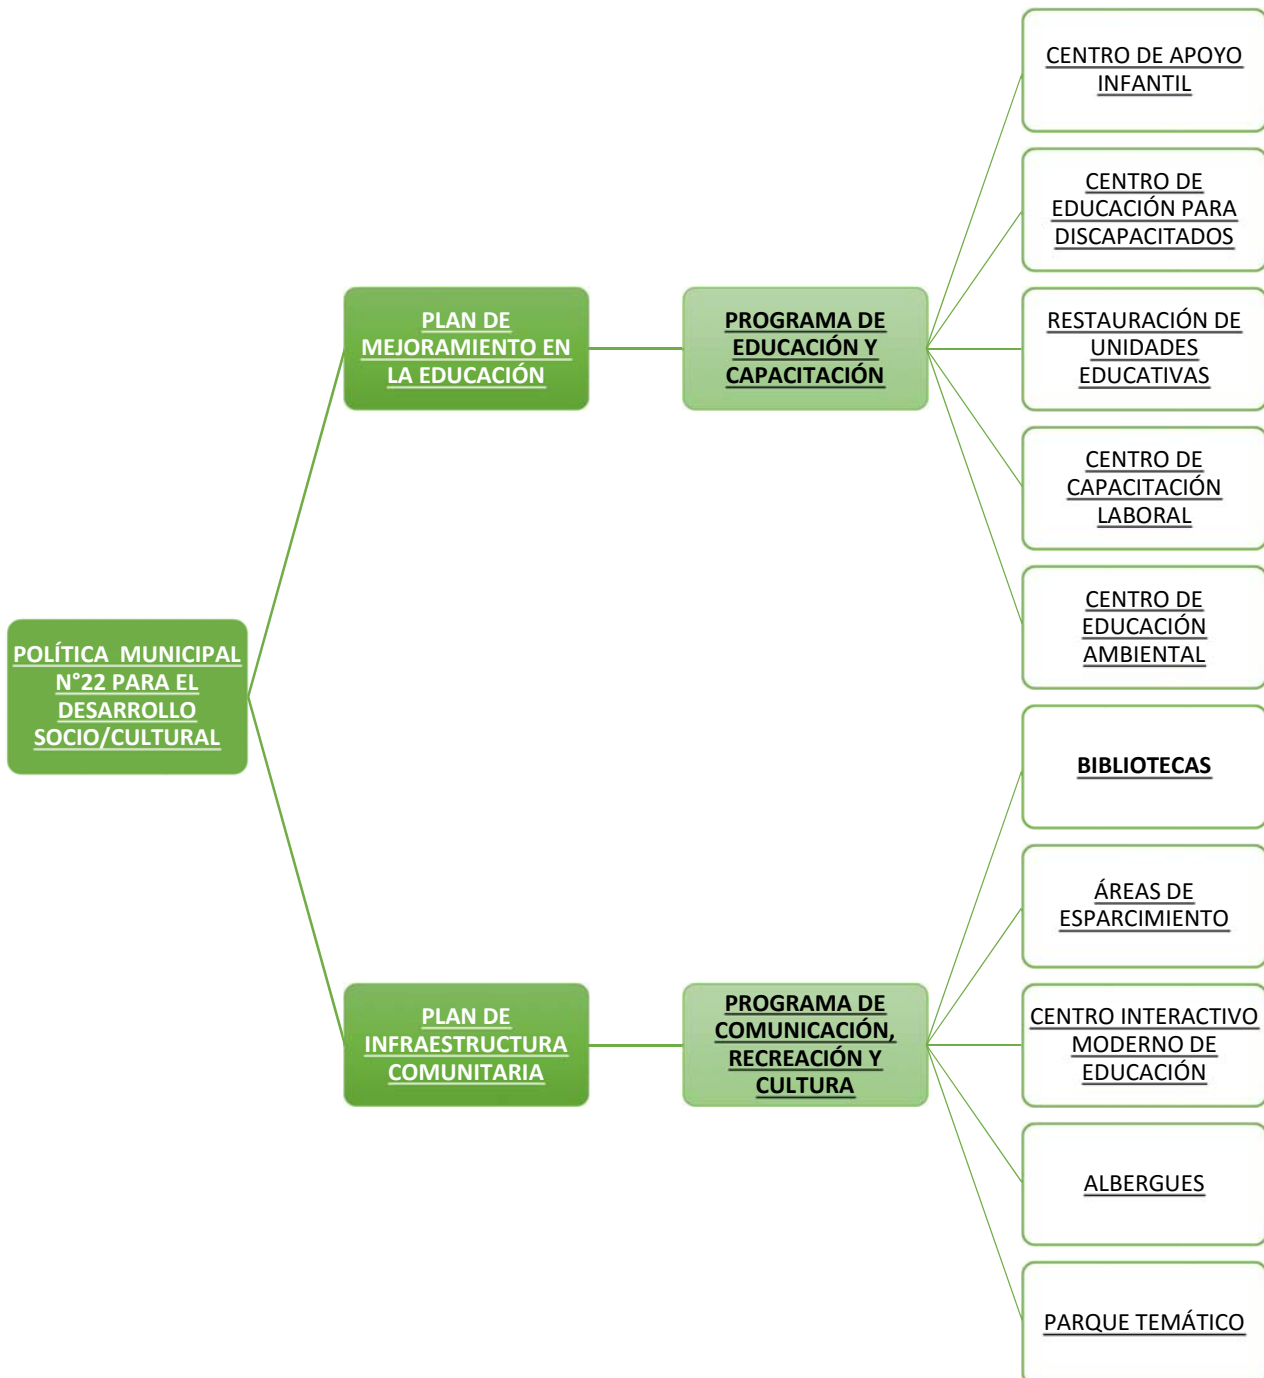 CENTRO DE APOYO
INFANTIL
CENTRO DE
EDUCACIÓN PARA
DISCAPACITADOS
PLAN DE
MEJORAMIENTO EN
LA EDUCACIÓN
PROGRAMA DE
EDUCACIÓN Y
CAPACITACIÓN
RESTAURACIÓN DE
UNIDADES
EDUCATIVAS
CENTRO DE
CAPACITACIÓN
LABORAL
CENTRO DE
EDUCACIÓN
AMBIENTAL
POLÍTICA MUNICIPAL
N°22 PARA EL
DESARROLLO
SOCIO/CULTURAL
BIBLIOTECAS
ÁREAS DE
ESPARCIMIENTO
PLAN DE
INFRAESTRUCTURA
COMUNITARIA
PROGRAMA DE
COMUNICACIÓN,
RECREACIÓN Y
CULTURA
CENTRO INTERACTIVO
MODERNO DE
EDUCACIÓN
ALBERGUES
PARQUE TEMÁTICO